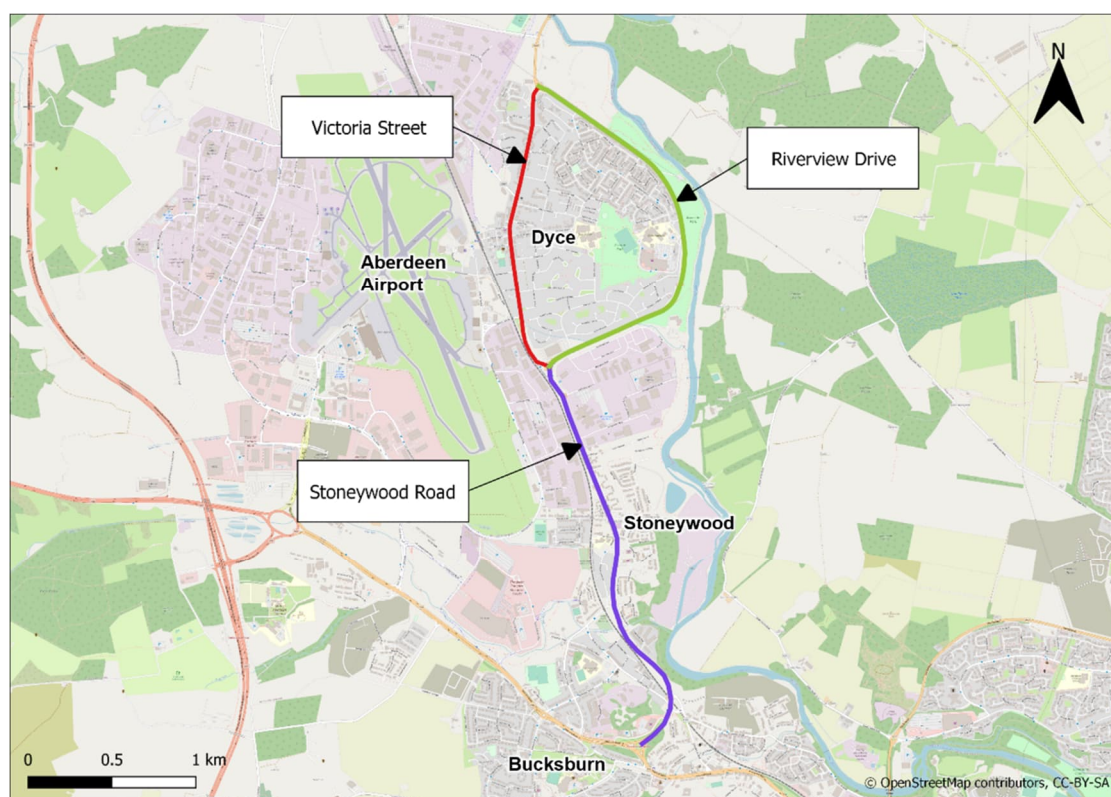 N
Victoria Street
Riverview Drive
Dyce
Aberdeen
Airport
Stoneywood Road
Stoneywood
0 0.5 1 km
Bucksburn
© OpenStreetMap contributors, CC-BY-SA